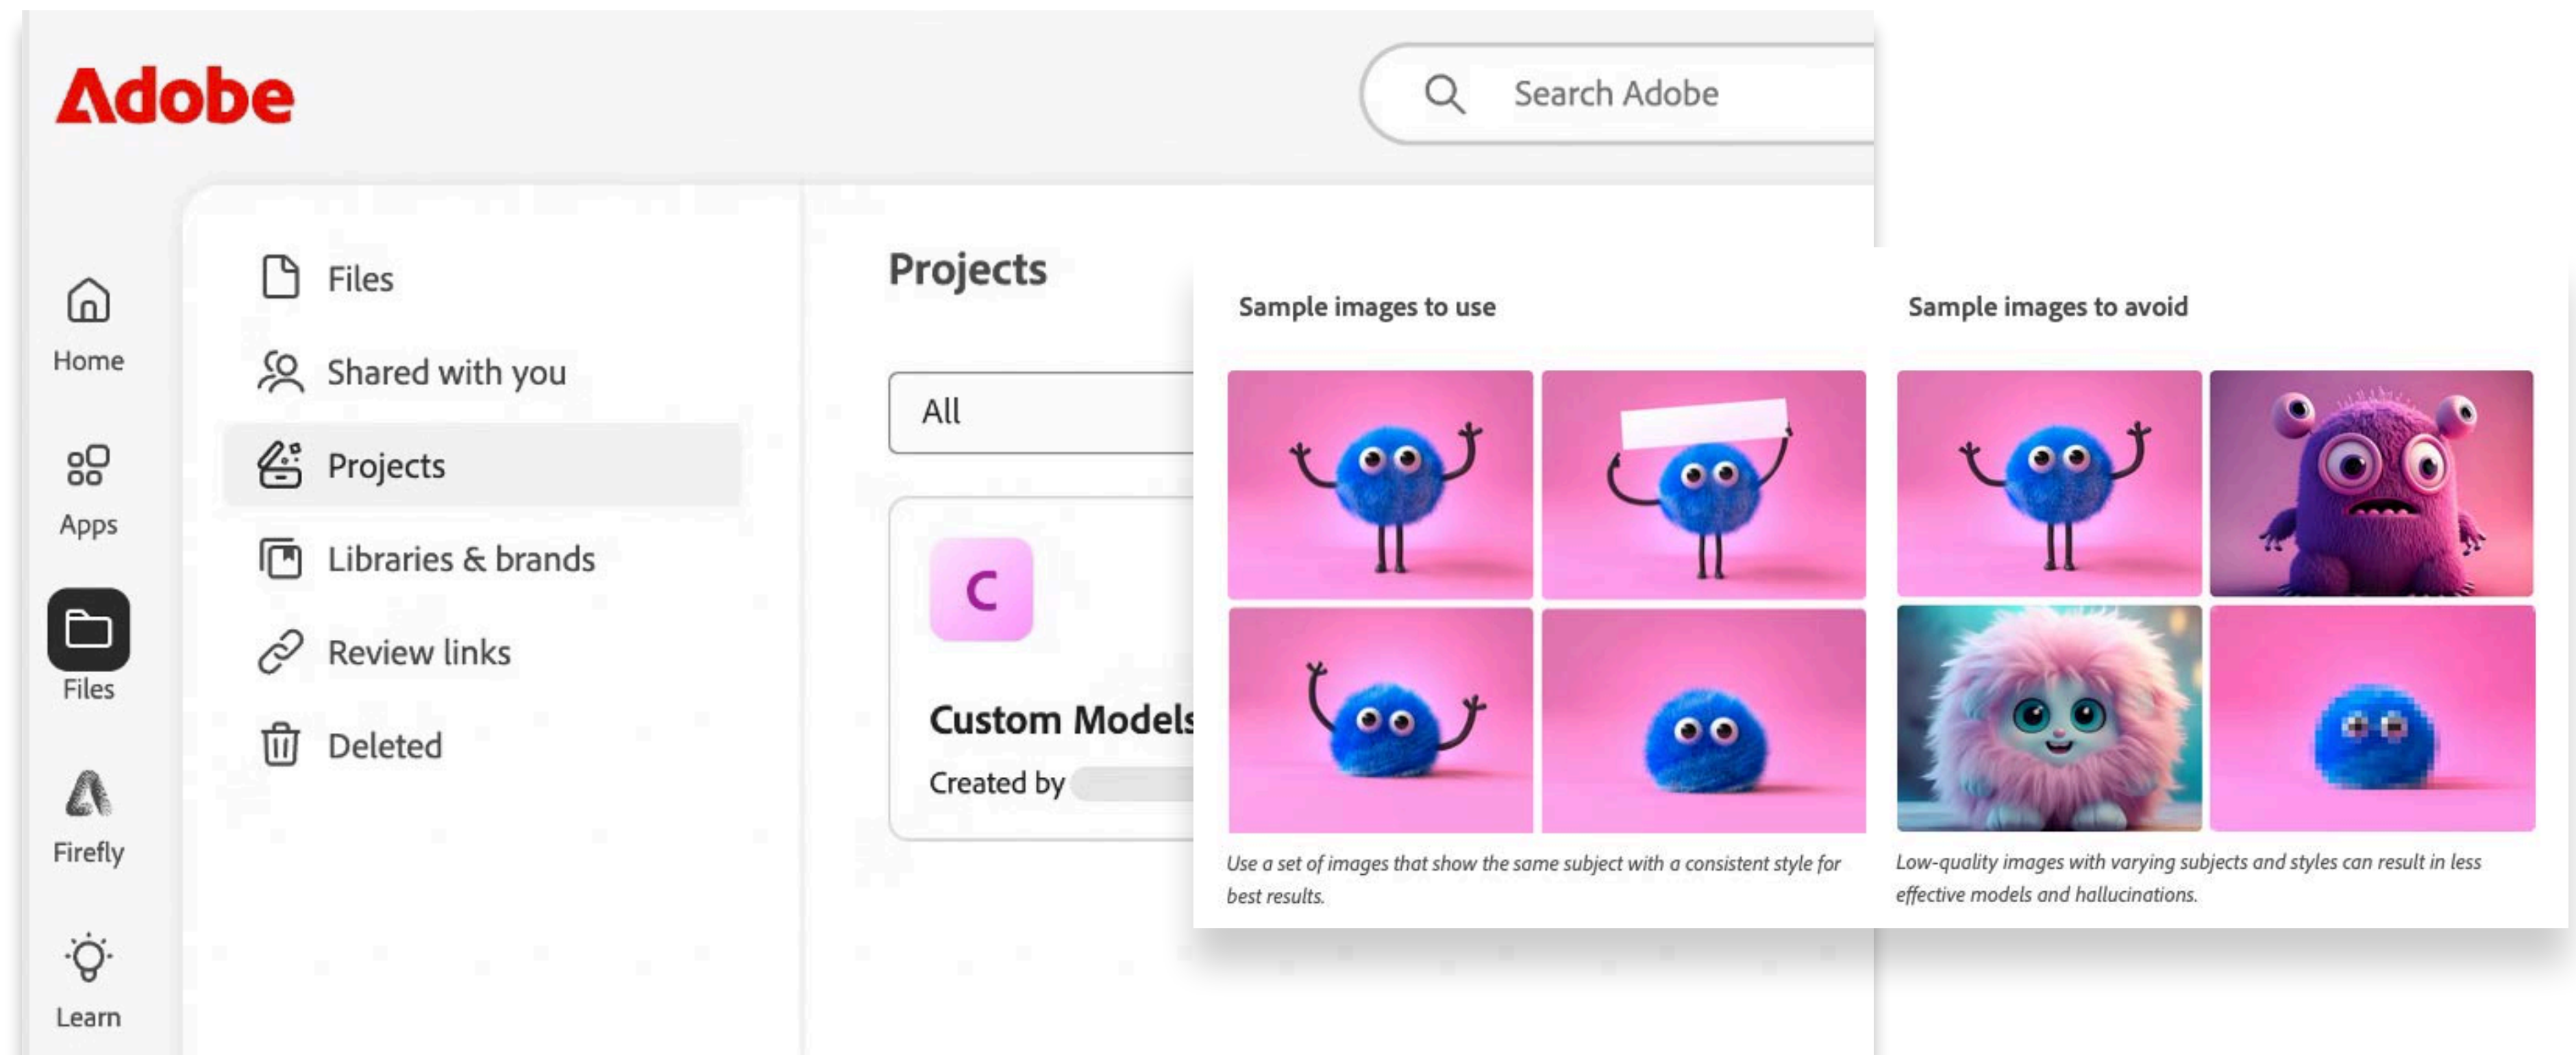 Adobe
Search Adobe
Home
Apps
Files
Firefly
Learn
Files
Shared with you
Projects
Libraries & brands
Review links
Deleted
Projects
All
C
Custom Models
Created by
Sample images to use
Use a set of images that show the same subject with a consistent style for
best results.
Sample images to avoid
Low-quality images with varying subjects and styles can result in less
effective models and hallucinations.